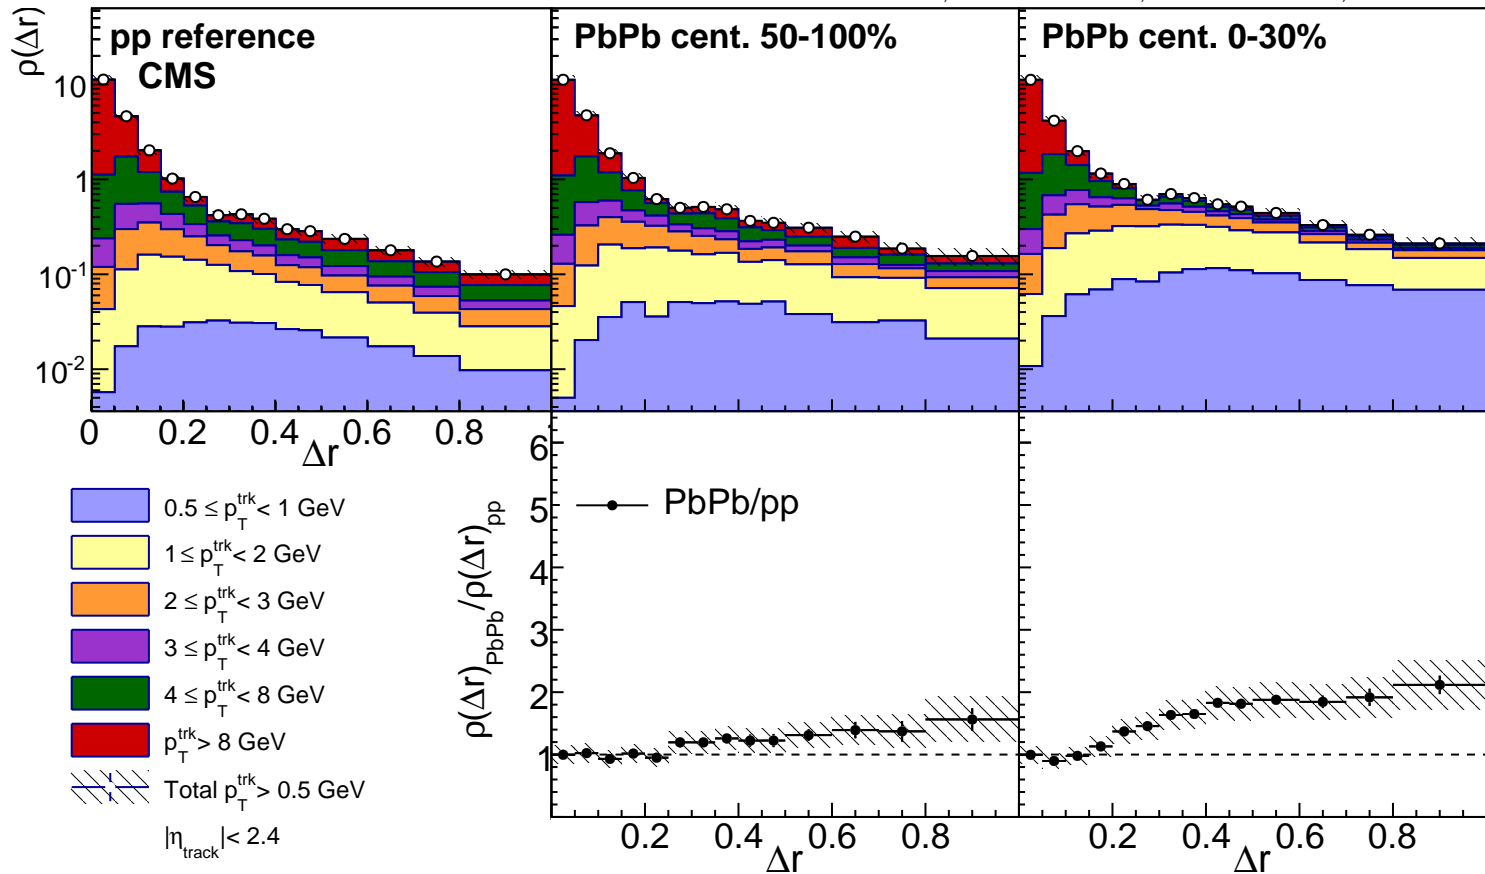 pp reference
CMS
PbPb cent. 50-100%
PbPb cent. 0-30%
ρ(Δr)
10
1
10^-1
10^-2
0 0.2 0.4 0.6 0.8
Δr
0.5 ≤ p_T^trk < 1 GeV
1 ≤ p_T^trk < 2 GeV
2 ≤ p_T^trk < 3 GeV
3 ≤ p_T^trk < 4 GeV
4 ≤ p_T^trk < 8 GeV
p_T^trk > 8 GeV
Total p_T^trk > 0.5 GeV
|η_track| < 2.4
ρ(Δr)_PbPb/ρ(Δr)_pp
6
5
4
3
2
1
PbPb/pp
0.2 0.4 0.6 0.8
Δr
0.2 0.4 0.6 0.8
Δr